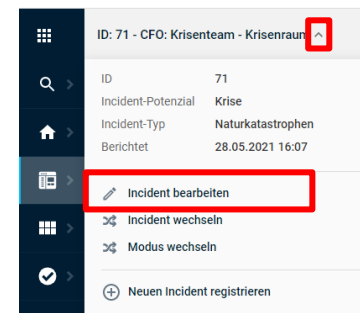 ID: 71 - CFO: Krisenteam - Krisenraum
ID 71
Incident-Potenzial Krise
Incident-Typ Naturkatastrophen
Berichtet 28.05.2021 16:07
Incident bearbeiten
Incident wechseln
Modus wechseln
Neuen Incident registrieren